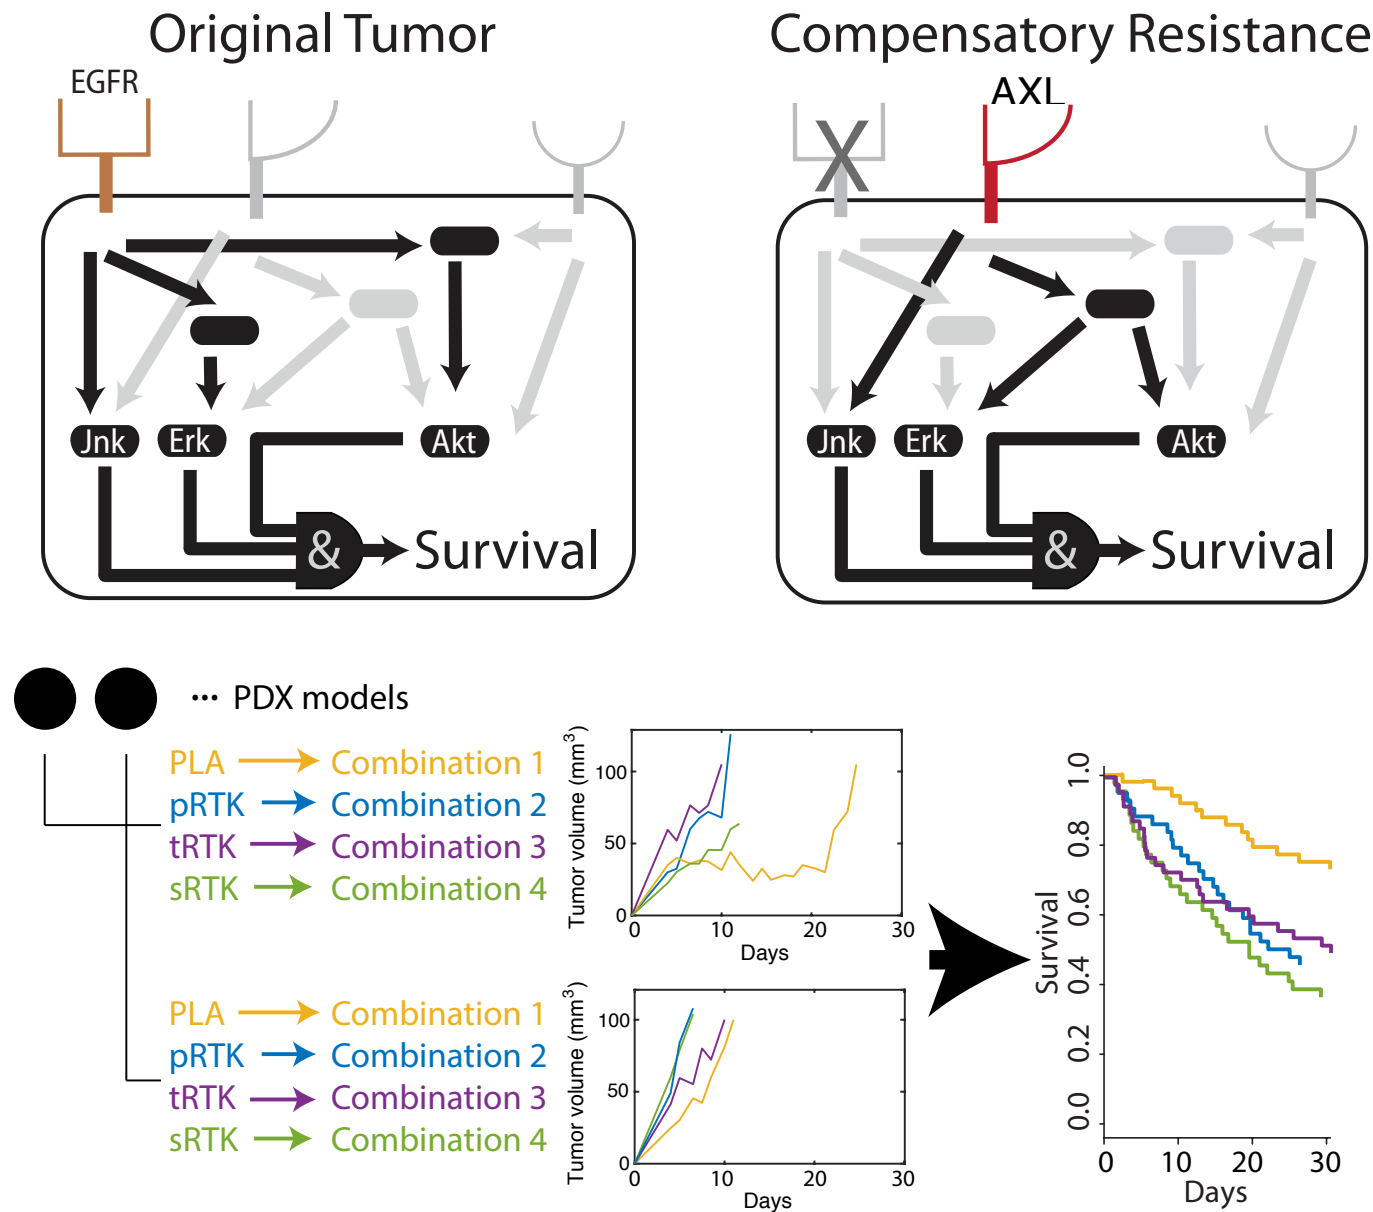 Original Tumor
Compensatory Resistance
EGFR
AXL
Jnk
Erk
Akt
&
Survival
Jnk
Erk
Akt
&
Survival
··· PDX models
PLA Combination 1
pRTK Combination 2
tRTK Combination 3
sRTK Combination 4
Tumor volume (mm³)
100
50
0
0 10 20 30
Days
PLA Combination 1
pRTK Combination 2
tRTK Combination 3
sRTK Combination 4
Tumor volume (mm³)
100
50
0
0 10 20 30
Days
Survival
1.0
0.8
0.6
0.4
0.2
0.0
0 10 20 30
Days